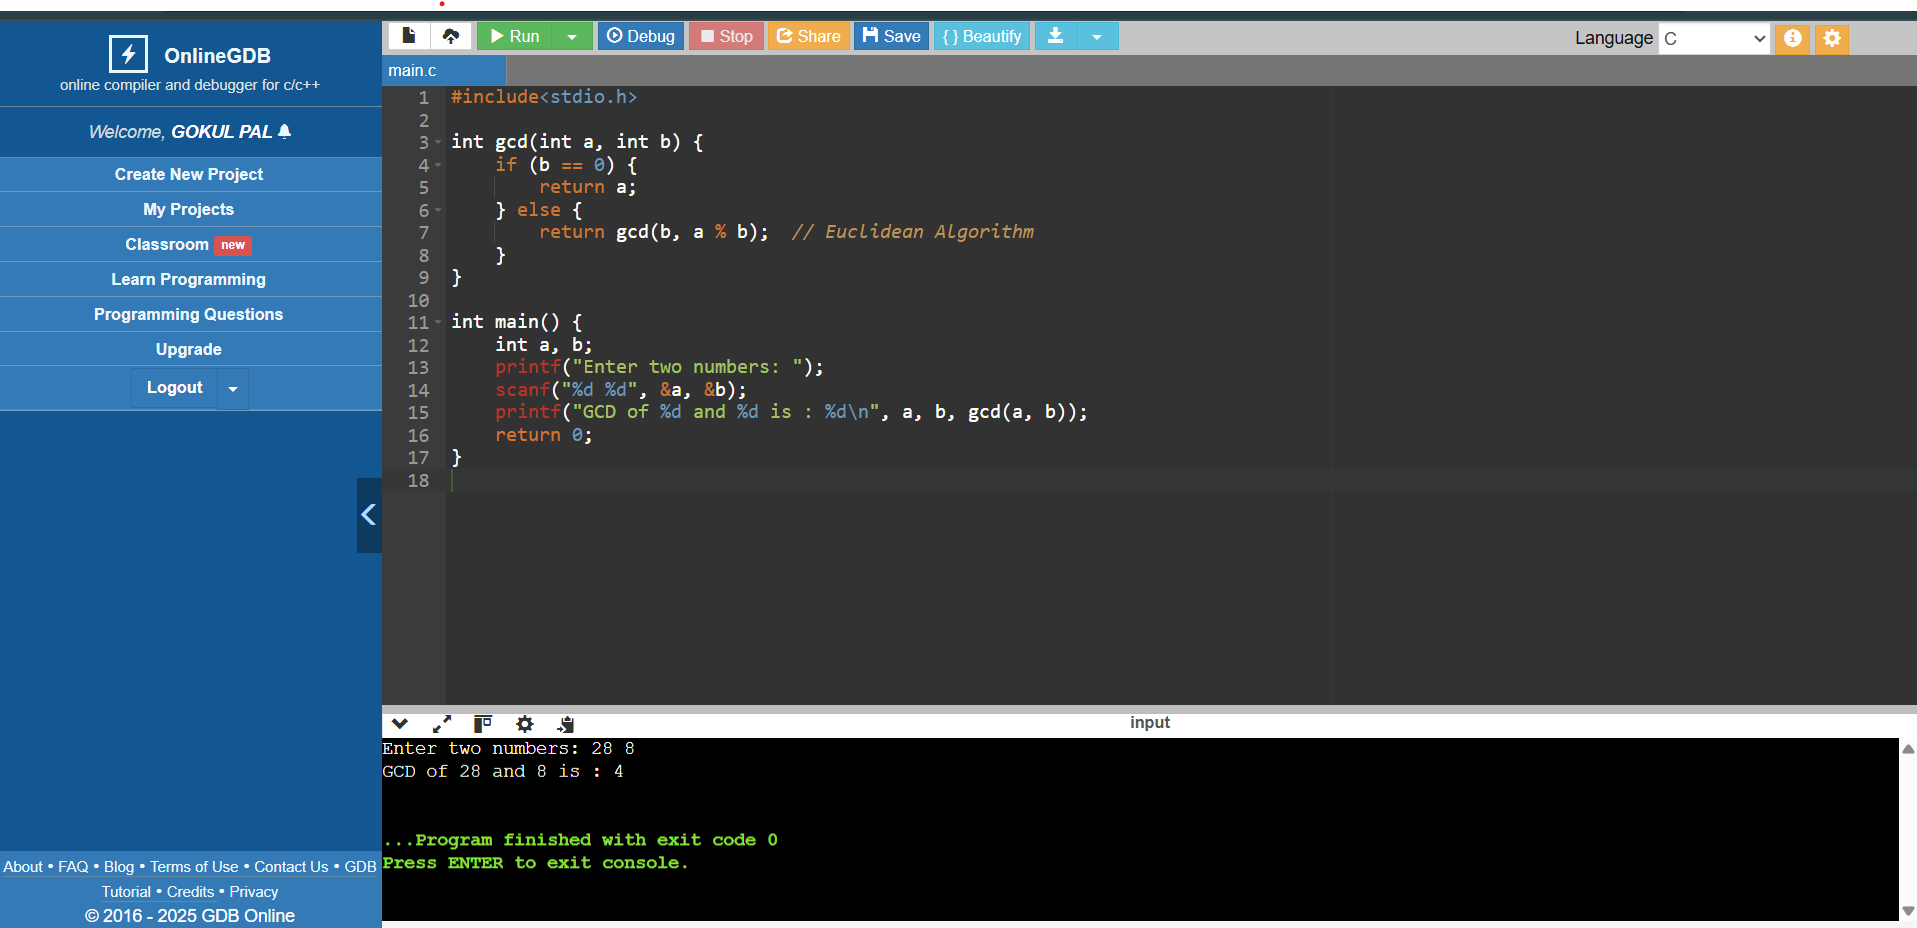 OnlineGDB
online compiler and debugger for c/c++
Welcome, GOKUL PAL
Create New Project
My Projects
Classroom new
Learn Programming
Programming Questions
Upgrade
Logout
About • FAQ • Blog • Terms of Use • Contact Us • GDB
Tutorial • Credits • Privacy
© 2016 - 2025 GDB Online
Run Debug Stop Share Save { } Beautify Language C
main.c
1 #include<stdio.h>
2
3 int gcd(int a, int b) {
4     if (b == 0) {
5         return a;
6     } else {
7         return gcd(b, a % b);  // Euclidean Algorithm
8     }
9 }
10
11 int main() {
12     int a, b;
13     printf("Enter two numbers: ");
14     scanf("%d %d", &a, &b);
15     printf("GCD of %d and %d is : %d\n", a, b, gcd(a, b));
16     return 0;
17 }
18
input
Enter two numbers: 28 8
GCD of 28 and 8 is : 4
...Program finished with exit code 0
Press ENTER to exit console.